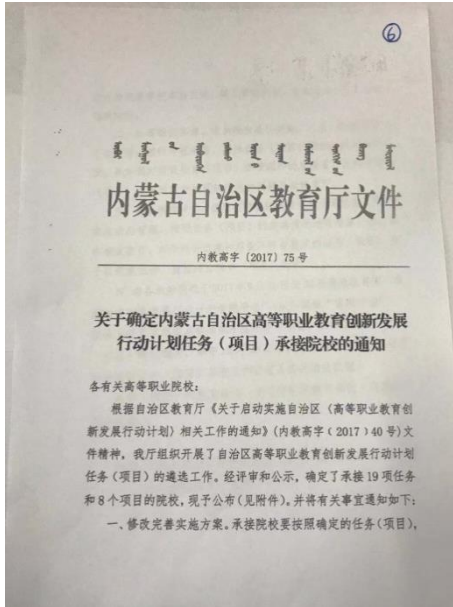 ⑥
内蒙古自治区教育厅文件
内教高字〔2017〕75号
关于确定内蒙古自治区高等职业教育创新发展
行动计划任务（项目）承接院校的通知
各有关高等职业院校：
根据自治区教育厅《关于启动实施自治区〈高等职业教育创
新发展行动计划〉相关工作的通知》（内教高字〔2017〕40号）文
件精神，我厅组织开展了自治区高等职业教育创新发展行动计划
任务（项目）的遴选工作。经评审和公示，确定了承接19项任务
和8个项目的院校，现予公布（见附件）。并将有关事宜通知如下：
一、修改完善实施方案。承接院校要按照确定的任务（项目），